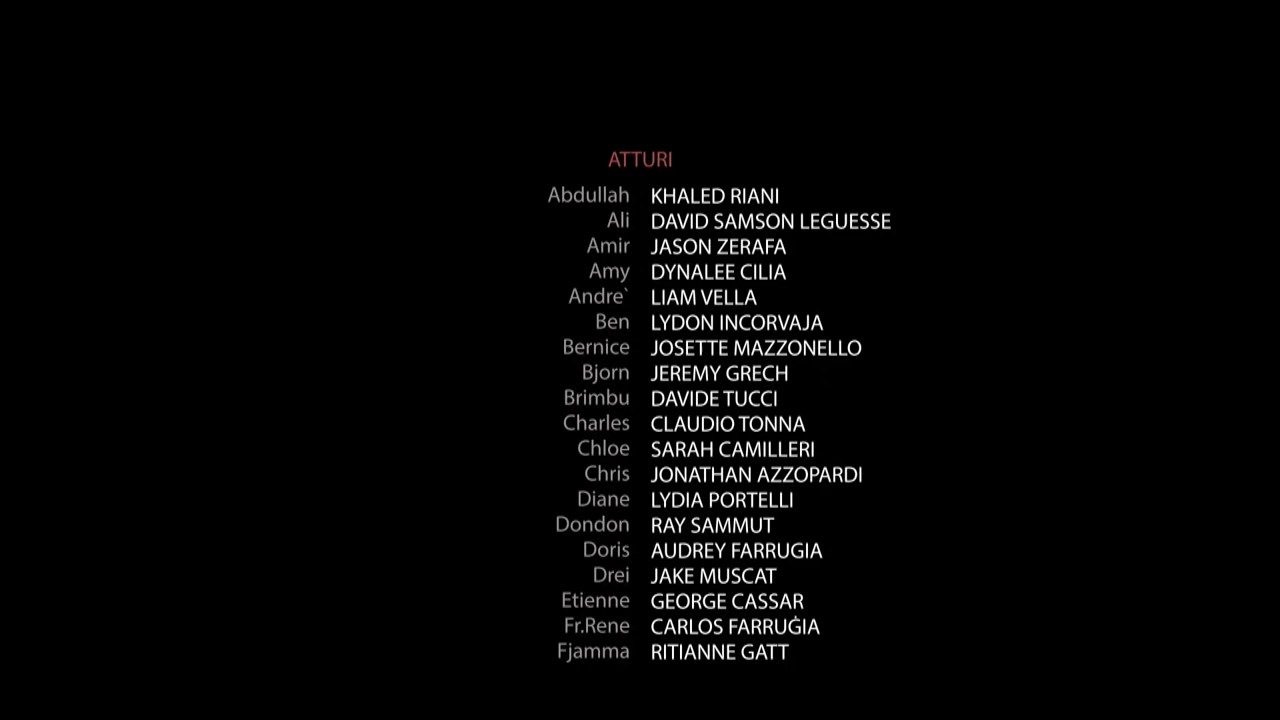 ATTURI
Abdullah KHALED RIANI
Ali DAVID SAMSON LEGUESSE
Amir JASON ZERAFA
Amy DYNALEE CILIA
Andre` LIAM VELLA
Ben LYDON INCORVAJA
Bernice JOSETTE MAZZONELLO
Bjorn JEREMY GRECH
Brimbu DAVIDE TUCCI
Charles CLAUDIO TONNA
Chloe SARAH CAMILLERI
Chris JONATHAN AZZOPARDI
Diane LYDIA PORTELLI
Dondon RAY SAMMUT
Doris AUDREY FARRUGIA
Drei JAKE MUSCAT
Etienne GEORGE CASSAR
Fr.Rene CARLOS FARRUĠIA
Fjamma RITIANNE GATT